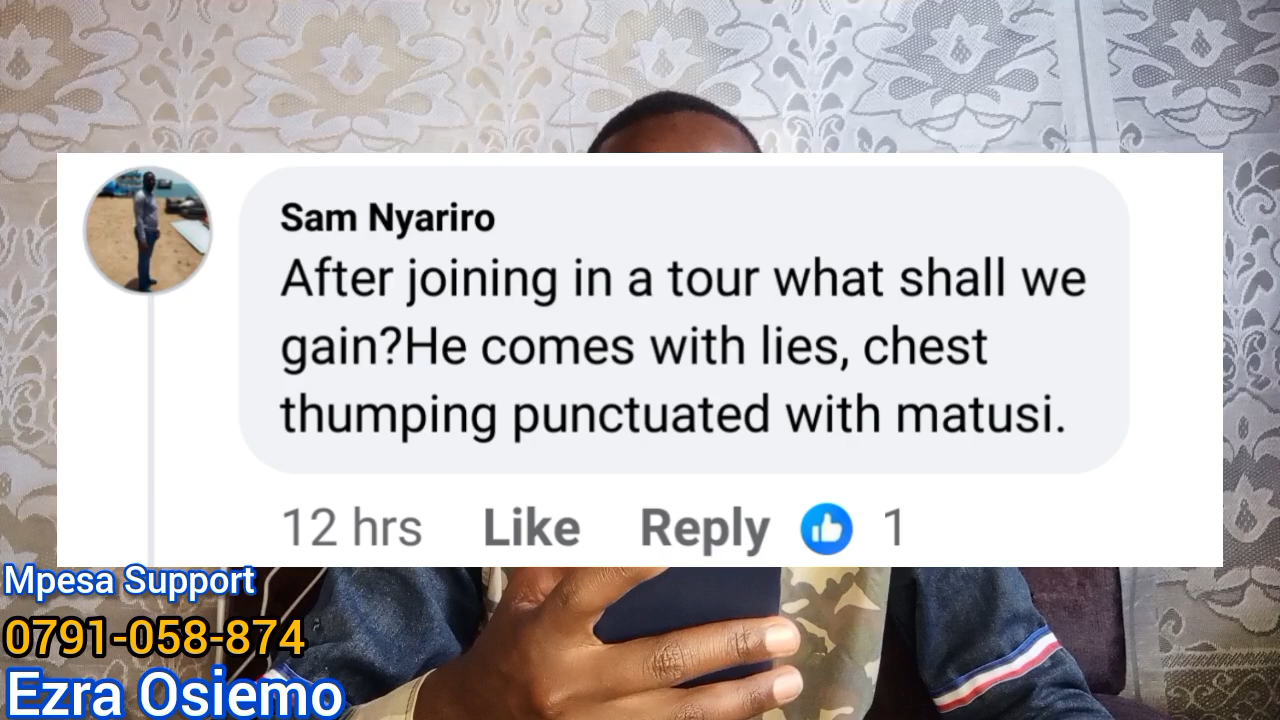 Sam Nyariro
After joining in a tour what shall we
gain?He comes with lies, chest
thumping punctuated with matusi.
12 hrs Like Reply 1
Mpesa Support
0791-058-874
Ezra Osiemo